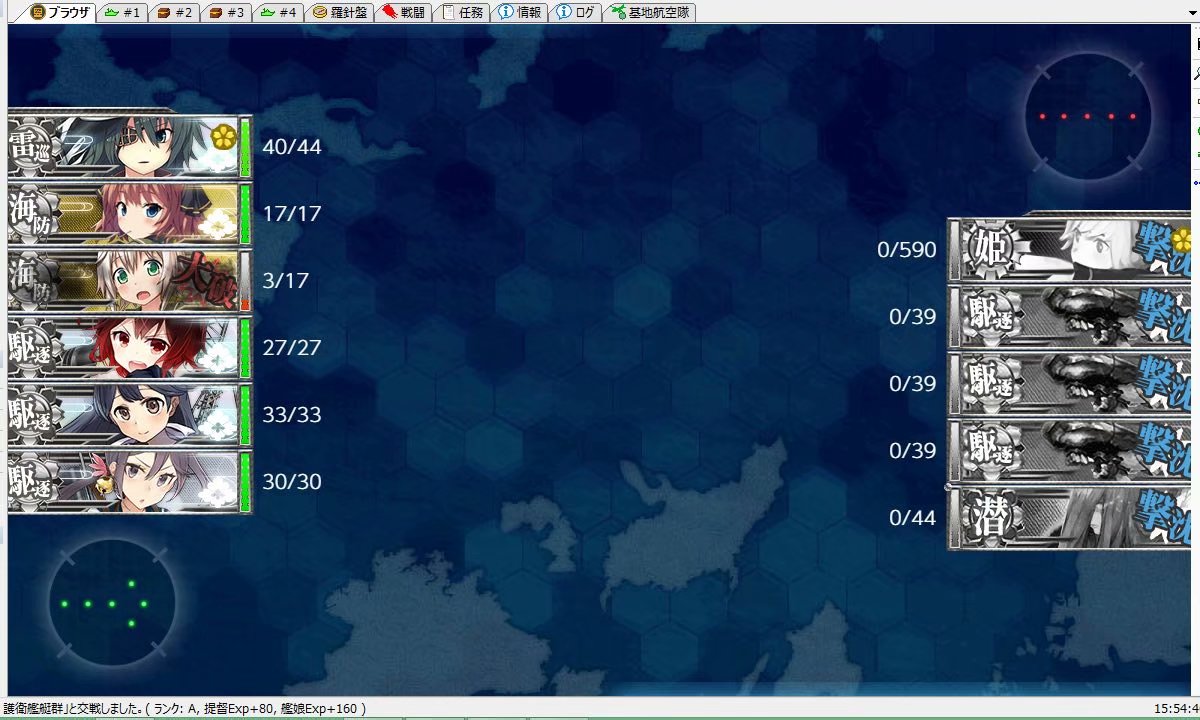 ブラウザ #1 #2 #3 #4 羅針盤 戦闘 任務 情報 ログ 基地航空隊
雷巡 40/44
海防 17/17
海防 大破 3/17
駆逐 27/27
駆逐 33/33
駆逐 30/30
0/590 姫 撃沈
0/39 駆逐 撃沈
0/39 駆逐 撃沈
0/39 駆逐 撃沈
0/44 潜 撃沈
護衛艦艇群」と交戦しました。( ランク: A, 提督Exp+80, 艦娘Exp+160 ) 15:54:4